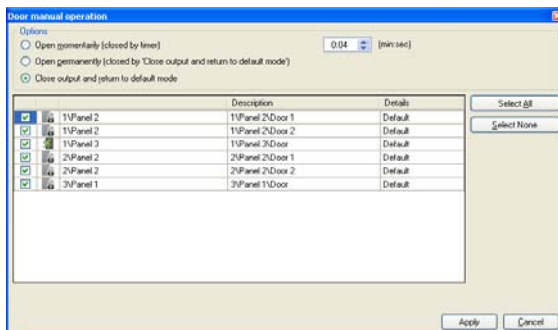 Door manual operation
Options
Open momentarily (closed by timer) 0:04 (min:sec)
Open permanently (closed by 'Close output and return to default mode')
Close output and return to default mode
Description Details
1\Panel 2 1\Panel 2\Door 1 Default
1\Panel 2 1\Panel 2\Door 2 Default
1\Panel 3 1\Panel 3\Door Default
2\Panel 2 2\Panel 2\Door 1 Default
2\Panel 2 2\Panel 2\Door 2 Default
3\Panel 1 3\Panel 1\Door Default
Select All
Select None
Apply Cancel